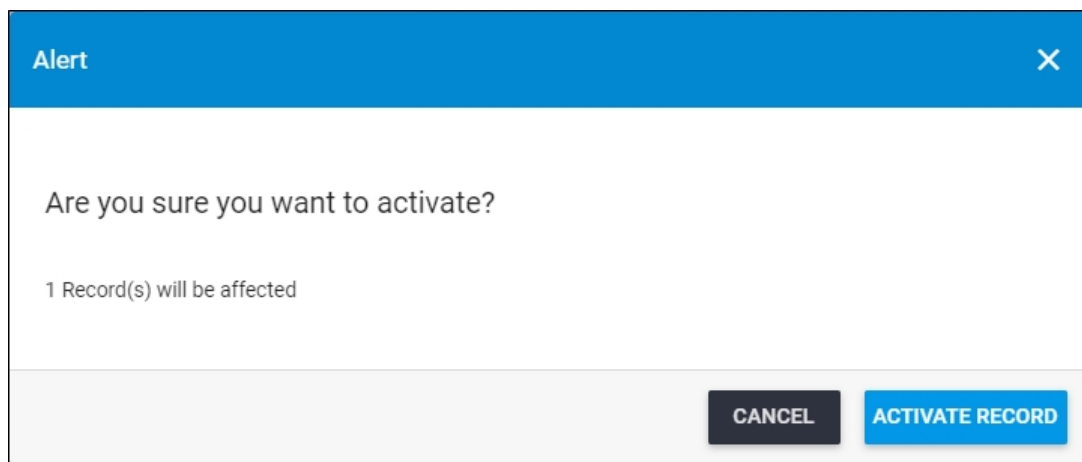 Alert
Are you sure you want to activate?
1 Record(s) will be affected
CANCEL ACTIVATE RECORD